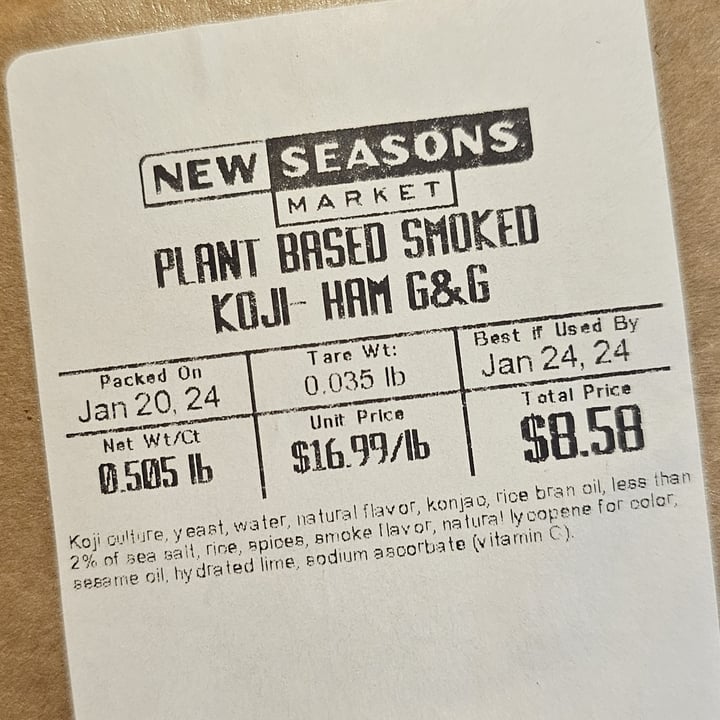 NEW SEASONS
MARKET
PLANT BASED SMOKED
KOJI- HAM G&G
Packed On
Jan 20, 24
Tare Wt:
0.035 lb
Best if Used By
Jan 24, 24
Net Wt/Ct
0.505 lb
Unit Price
$16.99/lb
Total Price
$8.58
Koji culture, yeast, water, natural flavor, konjac, rice bran oil, less than
2% of sea salt, rice, spices, smoke flavor, natural lycopene for color,
sesame oil, hydrated lime, sodium ascorbate (vitamin C).